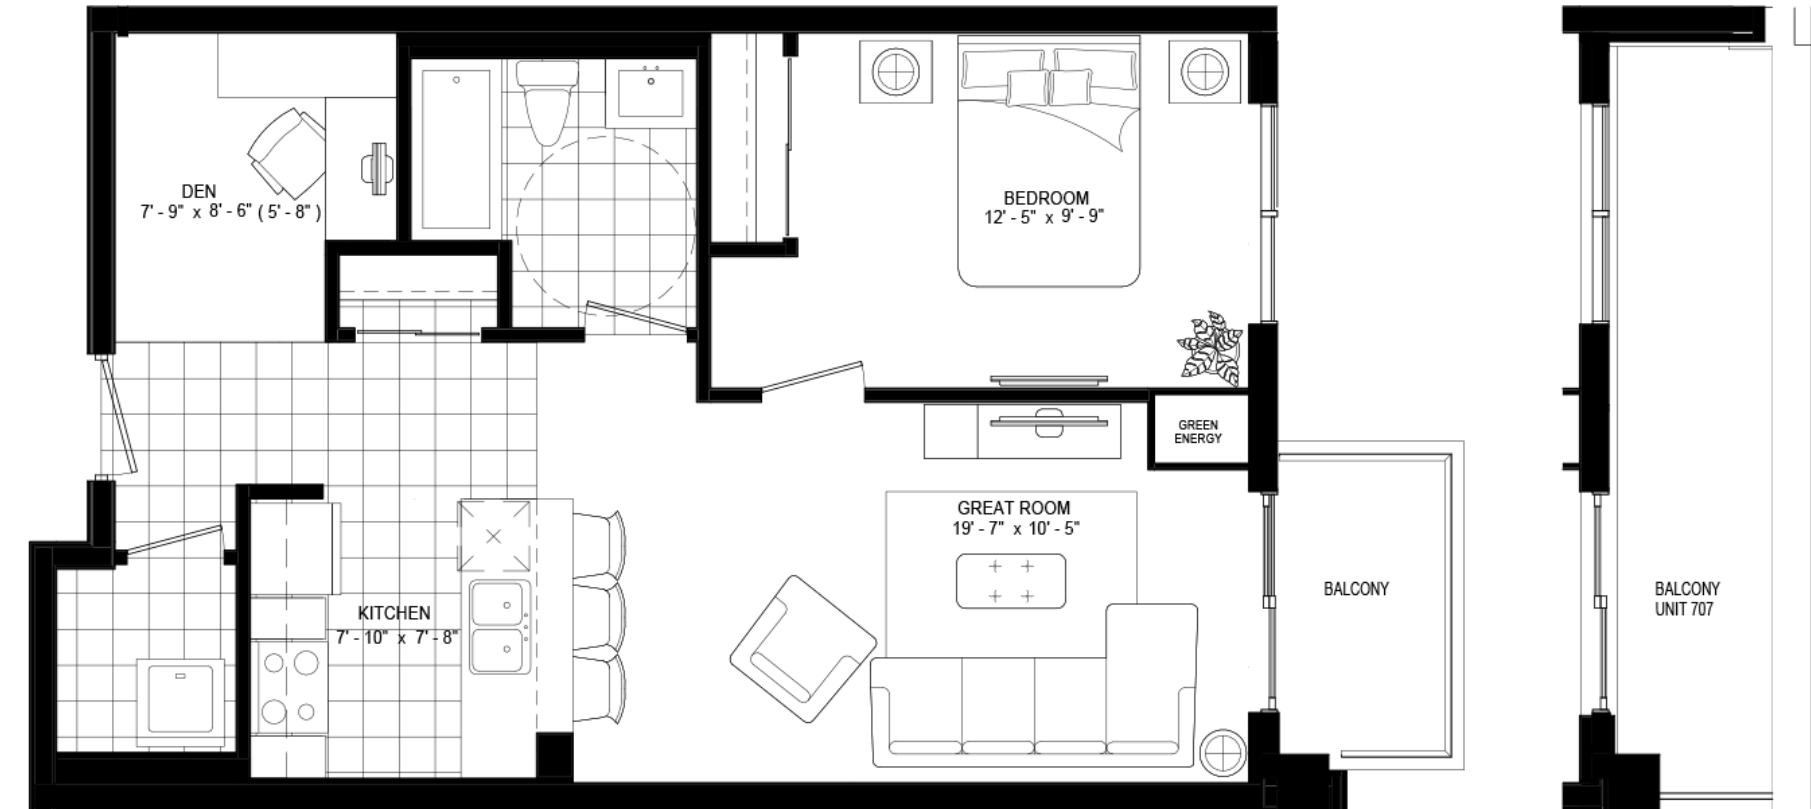 DEN
7' - 9" x 8' - 6" ( 5' - 8" )
BEDROOM
12' - 5" x 9' - 9"
GREEN
ENERGY
GREAT ROOM
19' - 7" x 10' - 5"
KITCHEN
7' - 10" x 7' - 8"
BALCONY
BALCONY
UNIT 707